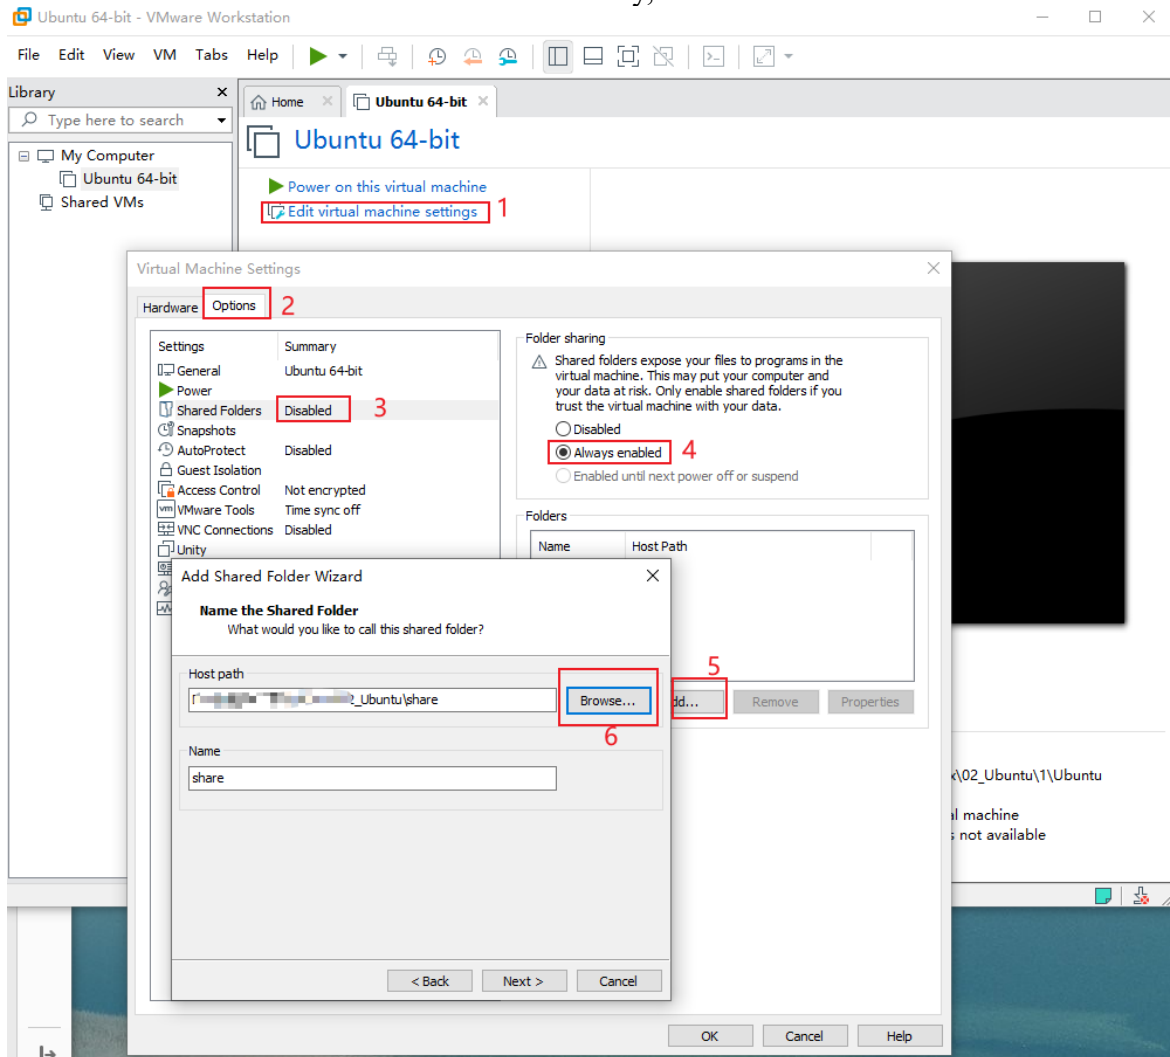 Ubuntu 64-bit - VMware Workstation
File Edit View VM Tabs Help
Library
Type here to search
My Computer
Ubuntu 64-bit
Shared VMs
Home
Ubuntu 64-bit
Ubuntu 64-bit
Power on this virtual machine
Edit virtual machine settings 1
Virtual Machine Settings
Hardware Options 2
Settings Summary
General Ubuntu 64-bit
Power
Shared Folders Disabled 3
Snapshots
AutoProtect Disabled
Guest Isolation
Access Control Not encrypted
vm VMware Tools Time sync off
VNC Connections Disabled
Unity
Folder sharing
Shared folders expose your files to programs in the
virtual machine. This may put your computer and
your data at risk. Only enable shared folders if you
trust the virtual machine with your data.
Disabled
Always enabled 4
Enabled until next power off or suspend
Folders
Name Host Path
5
Remove Properties
Add Shared Folder Wizard
Name the Shared Folder
What would you like to call this shared folder?
Host path
_Ubuntu\share
Browse...
6
Name
share
< Back Next > Cancel
OK Cancel Help
\02_Ubuntu\1\Ubuntu
machine
not available